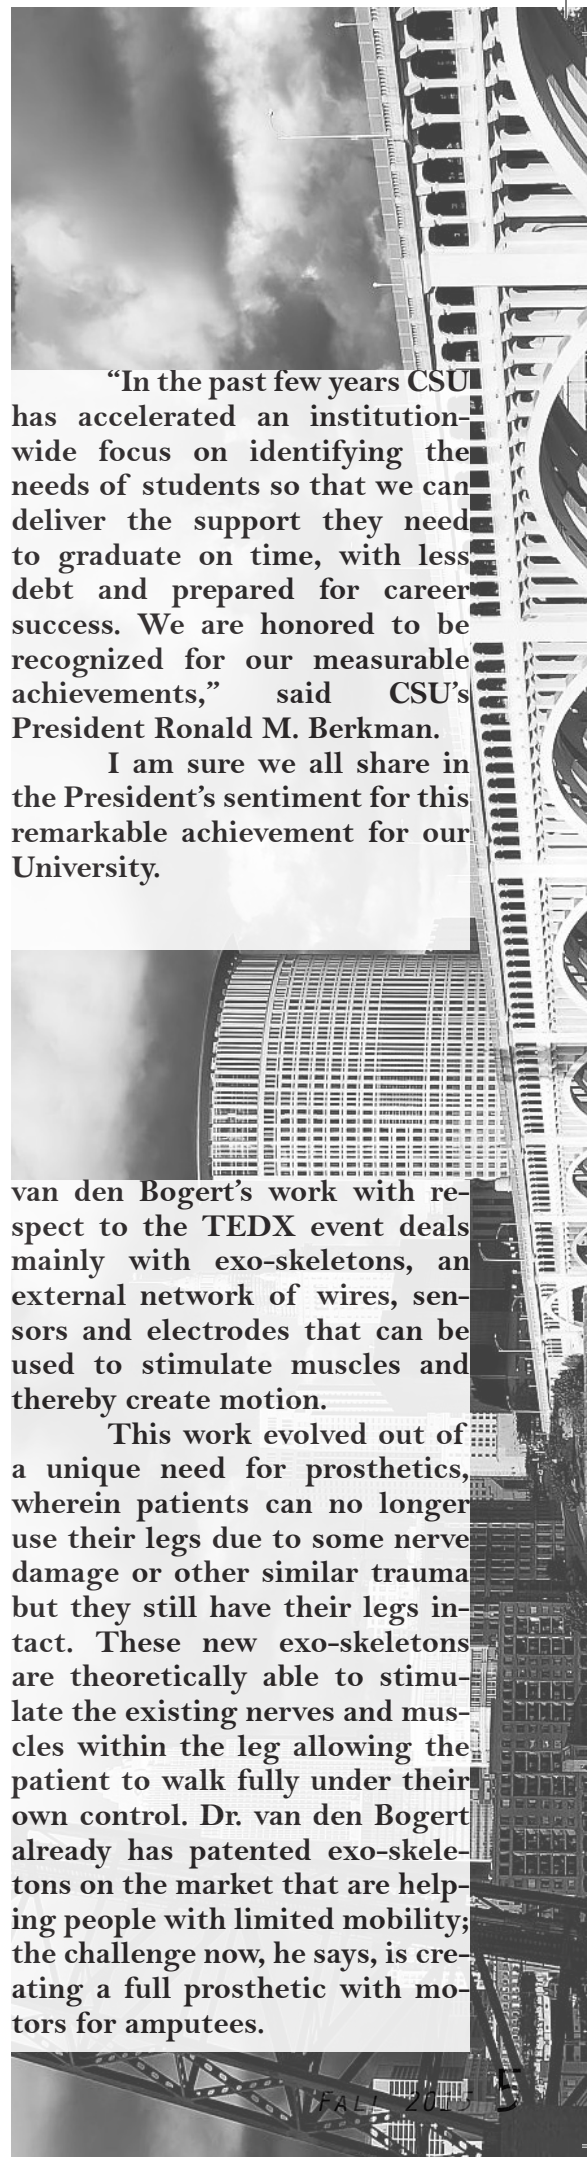 “In the past few years CSU
has accelerated an institution-
wide focus on identifying the
needs of students so that we can
deliver the support they need
to graduate on time, with less
debt and prepared for career
success. We are honored to be
recognized for our measurable
achievements,” said CSU’s
President Ronald M. Berkman.
I am sure we all share in
the President’s sentiment for this
remarkable achievement for our
University.
van den Bogert’s work with re-
spect to the TEDX event deals
mainly with exo-skeletons, an
external network of wires, sen-
sors and electrodes that can be
used to stimulate muscles and
thereby create motion.
This work evolved out of
a unique need for prosthetics,
wherein patients can no longer
use their legs due to some nerve
damage or other similar trauma
but they still have their legs in-
tact. These new exo-skeletons
are theoretically able to stimu-
late the existing nerves and mus-
cles within the leg allowing the
patient to walk fully under their
own control. Dr. van den Bogert
already has patented exo-skele-
tons on the market that are help-
ing people with limited mobility;
the challenge now, he says, is cre-
ating a full prosthetic with mo-
tors for amputees.
Fall 2015 5